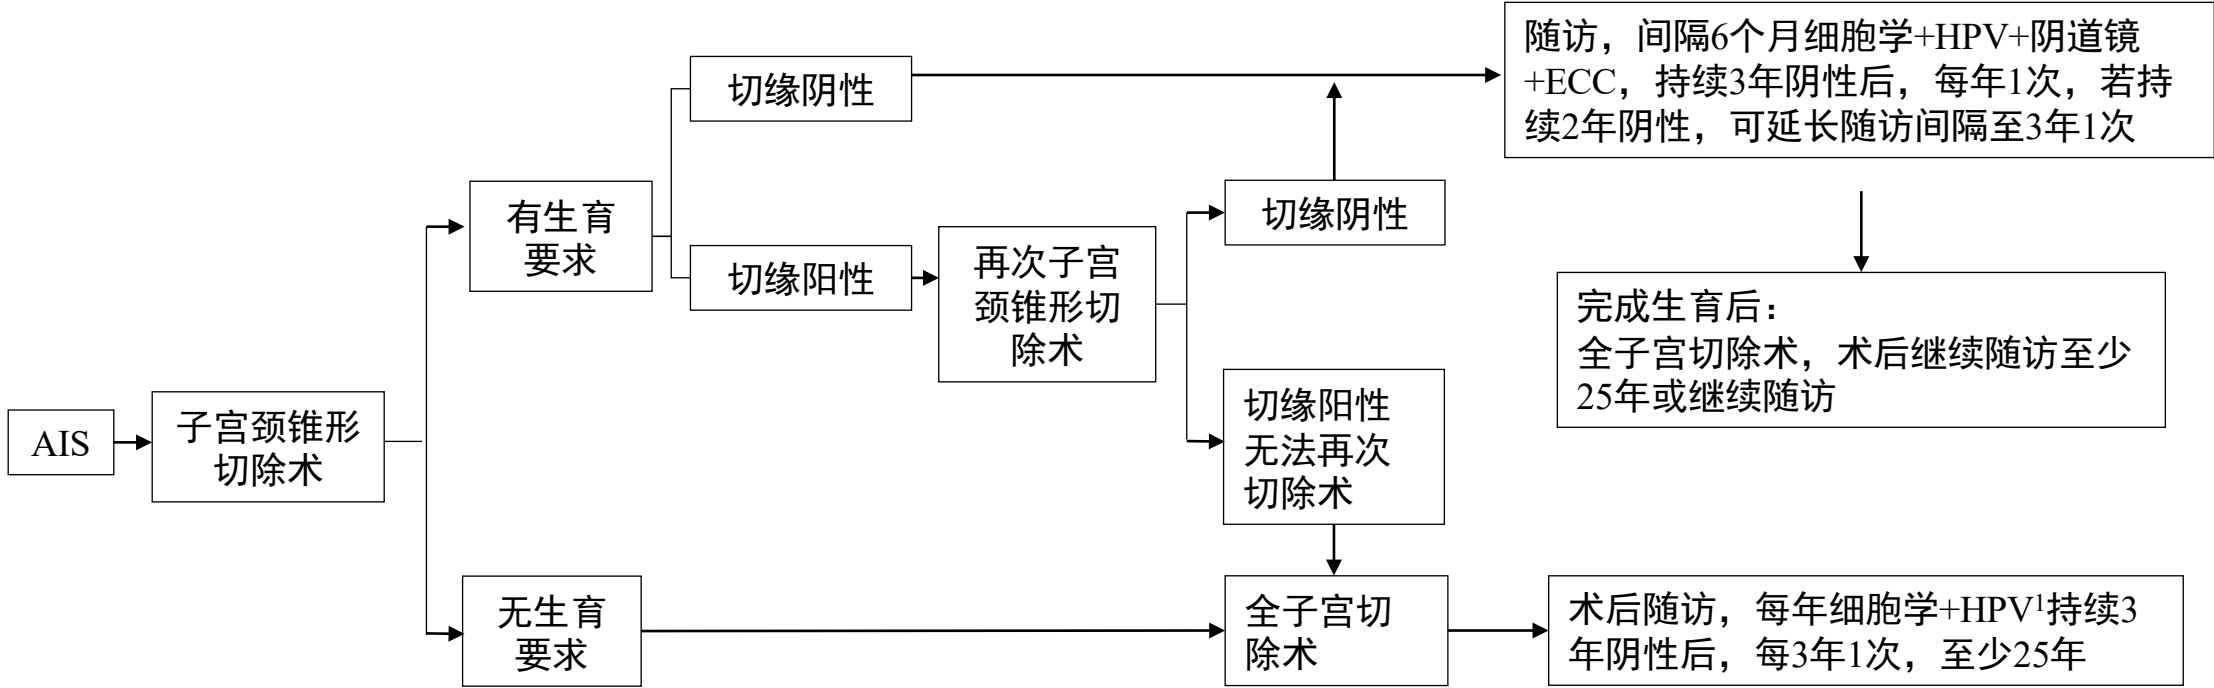 AIS
子宫颈锥形
切除术
有生育
要求
无生育
要求
切缘阴性
切缘阳性
再次子宫
颈锥形切
除术
切缘阴性
切缘阳性
无法再次
切除术
全子宫切
除术
随访，间隔6个月细胞学+HPV+阴道镜
+ECC，持续3年阴性后，每年1次，若持
续2年阴性，可延长随访间隔至3年1次
完成生育后：
全子宫切除术，术后继续随访至少
25年或继续随访
术后随访，每年细胞学+HPV¹持续3
年阴性后，每3年1次，至少25年